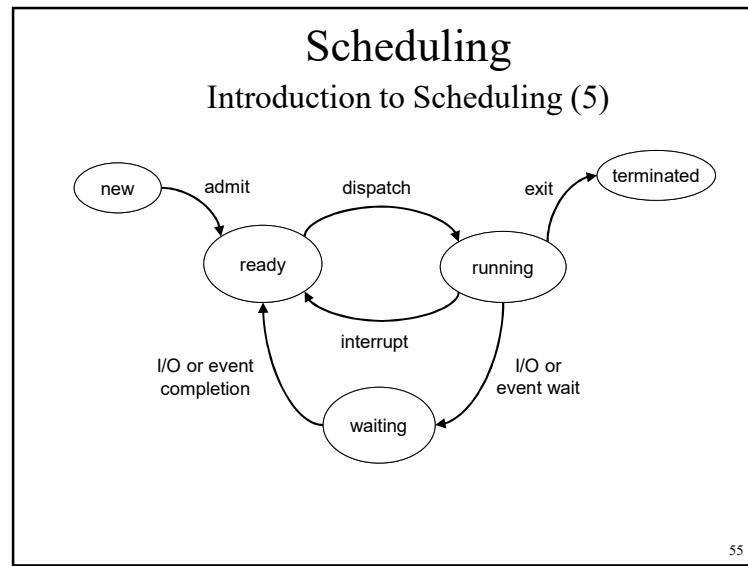 Scheduling
Introduction to Scheduling (5)
new
admit
dispatch
exit
terminated
ready
running
interrupt
I/O or event
completion
I/O or
event wait
waiting
55